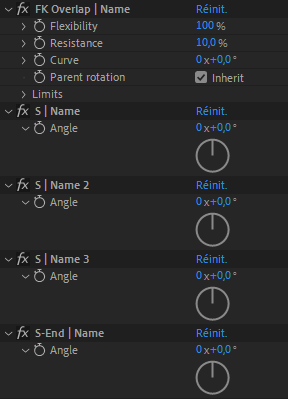 fx FK Overlap | Name Réinit.
Flexibility 100 %
Resistance 10,0 %
Curve 0 x+0,0 °
Parent rotation Inherit
Limits
fx S | Name Réinit.
Angle 0 x+0,0 °
fx S | Name 2 Réinit.
Angle 0 x+0,0 °
fx S | Name 3 Réinit.
Angle 0 x+0,0 °
fx S-End | Name Réinit.
Angle 0 x+0,0 °